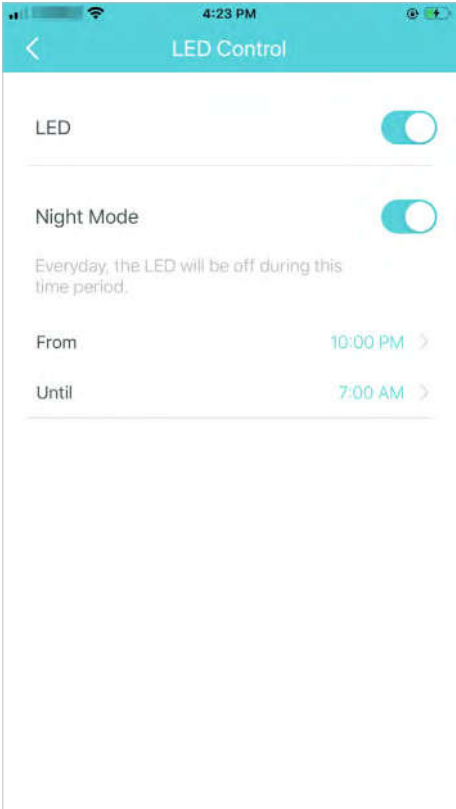 4:23 PM
LED Control
LED
Night Mode
Everyday, the LED will be off during this
time period.
From 10:00 PM
Until 7:00 AM